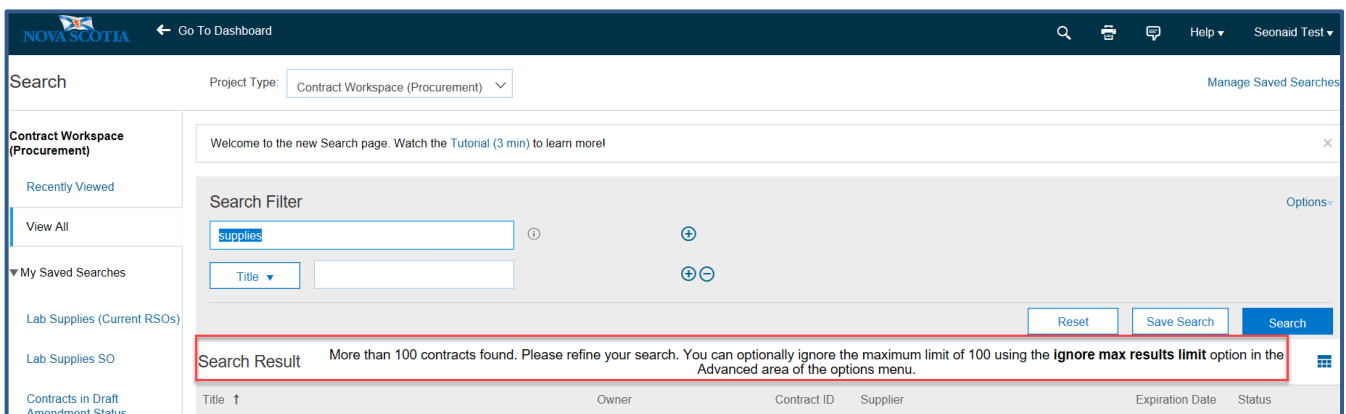 NOVA SCOTIA
Go To Dashboard
Help
Seonaid Test
Search
Project Type:
Contract Workspace (Procurement)
Manage Saved Searches
Contract Workspace
(Procurement)
Welcome to the new Search page. Watch the Tutorial (3 min) to learn more!
Recently Viewed
View All
My Saved Searches
Lab Supplies (Current RSOs)
Lab Supplies SO
Contracts in Draft
Amendment Status
Search Filter
Options
supplies
Title
Reset
Save Search
Search
Search Result
More than 100 contracts found. Please refine your search. You can optionally ignore the maximum limit of 100 using the ignore max results limit option in the
Advanced area of the options menu.
Title ↑
Owner
Contract ID
Supplier
Expiration Date
Status